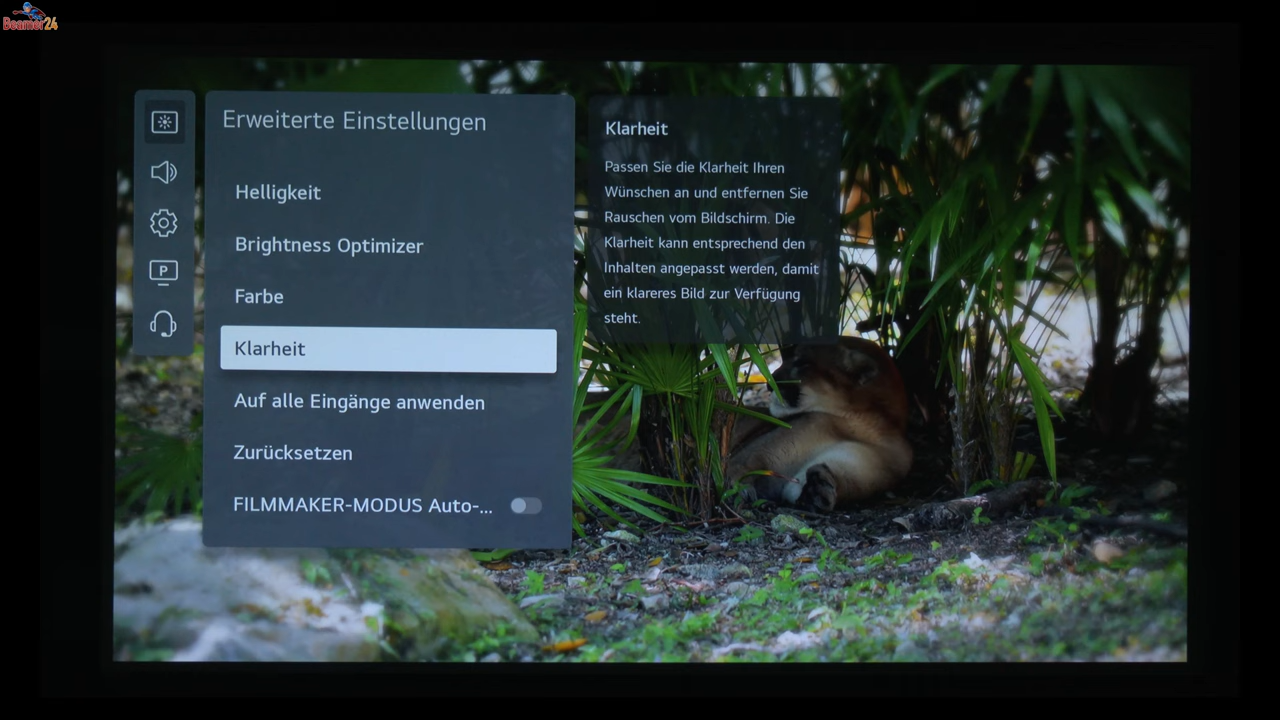 Beamer24
Erweiterte Einstellungen
Helligkeit
Brightness Optimizer
Farbe
Klarheit
Auf alle Eingänge anwenden
Zurücksetzen
FILMMAKER-MODUS Auto-...
P
Klarheit
Passen Sie die Klarheit Ihren
Wünschen an und entfernen Sie
Rauschen vom Bildschirm. Die
Klarheit kann entsprechend den
Inhalten angepasst werden, damit
ein klareres Bild zur Verfügung
steht.